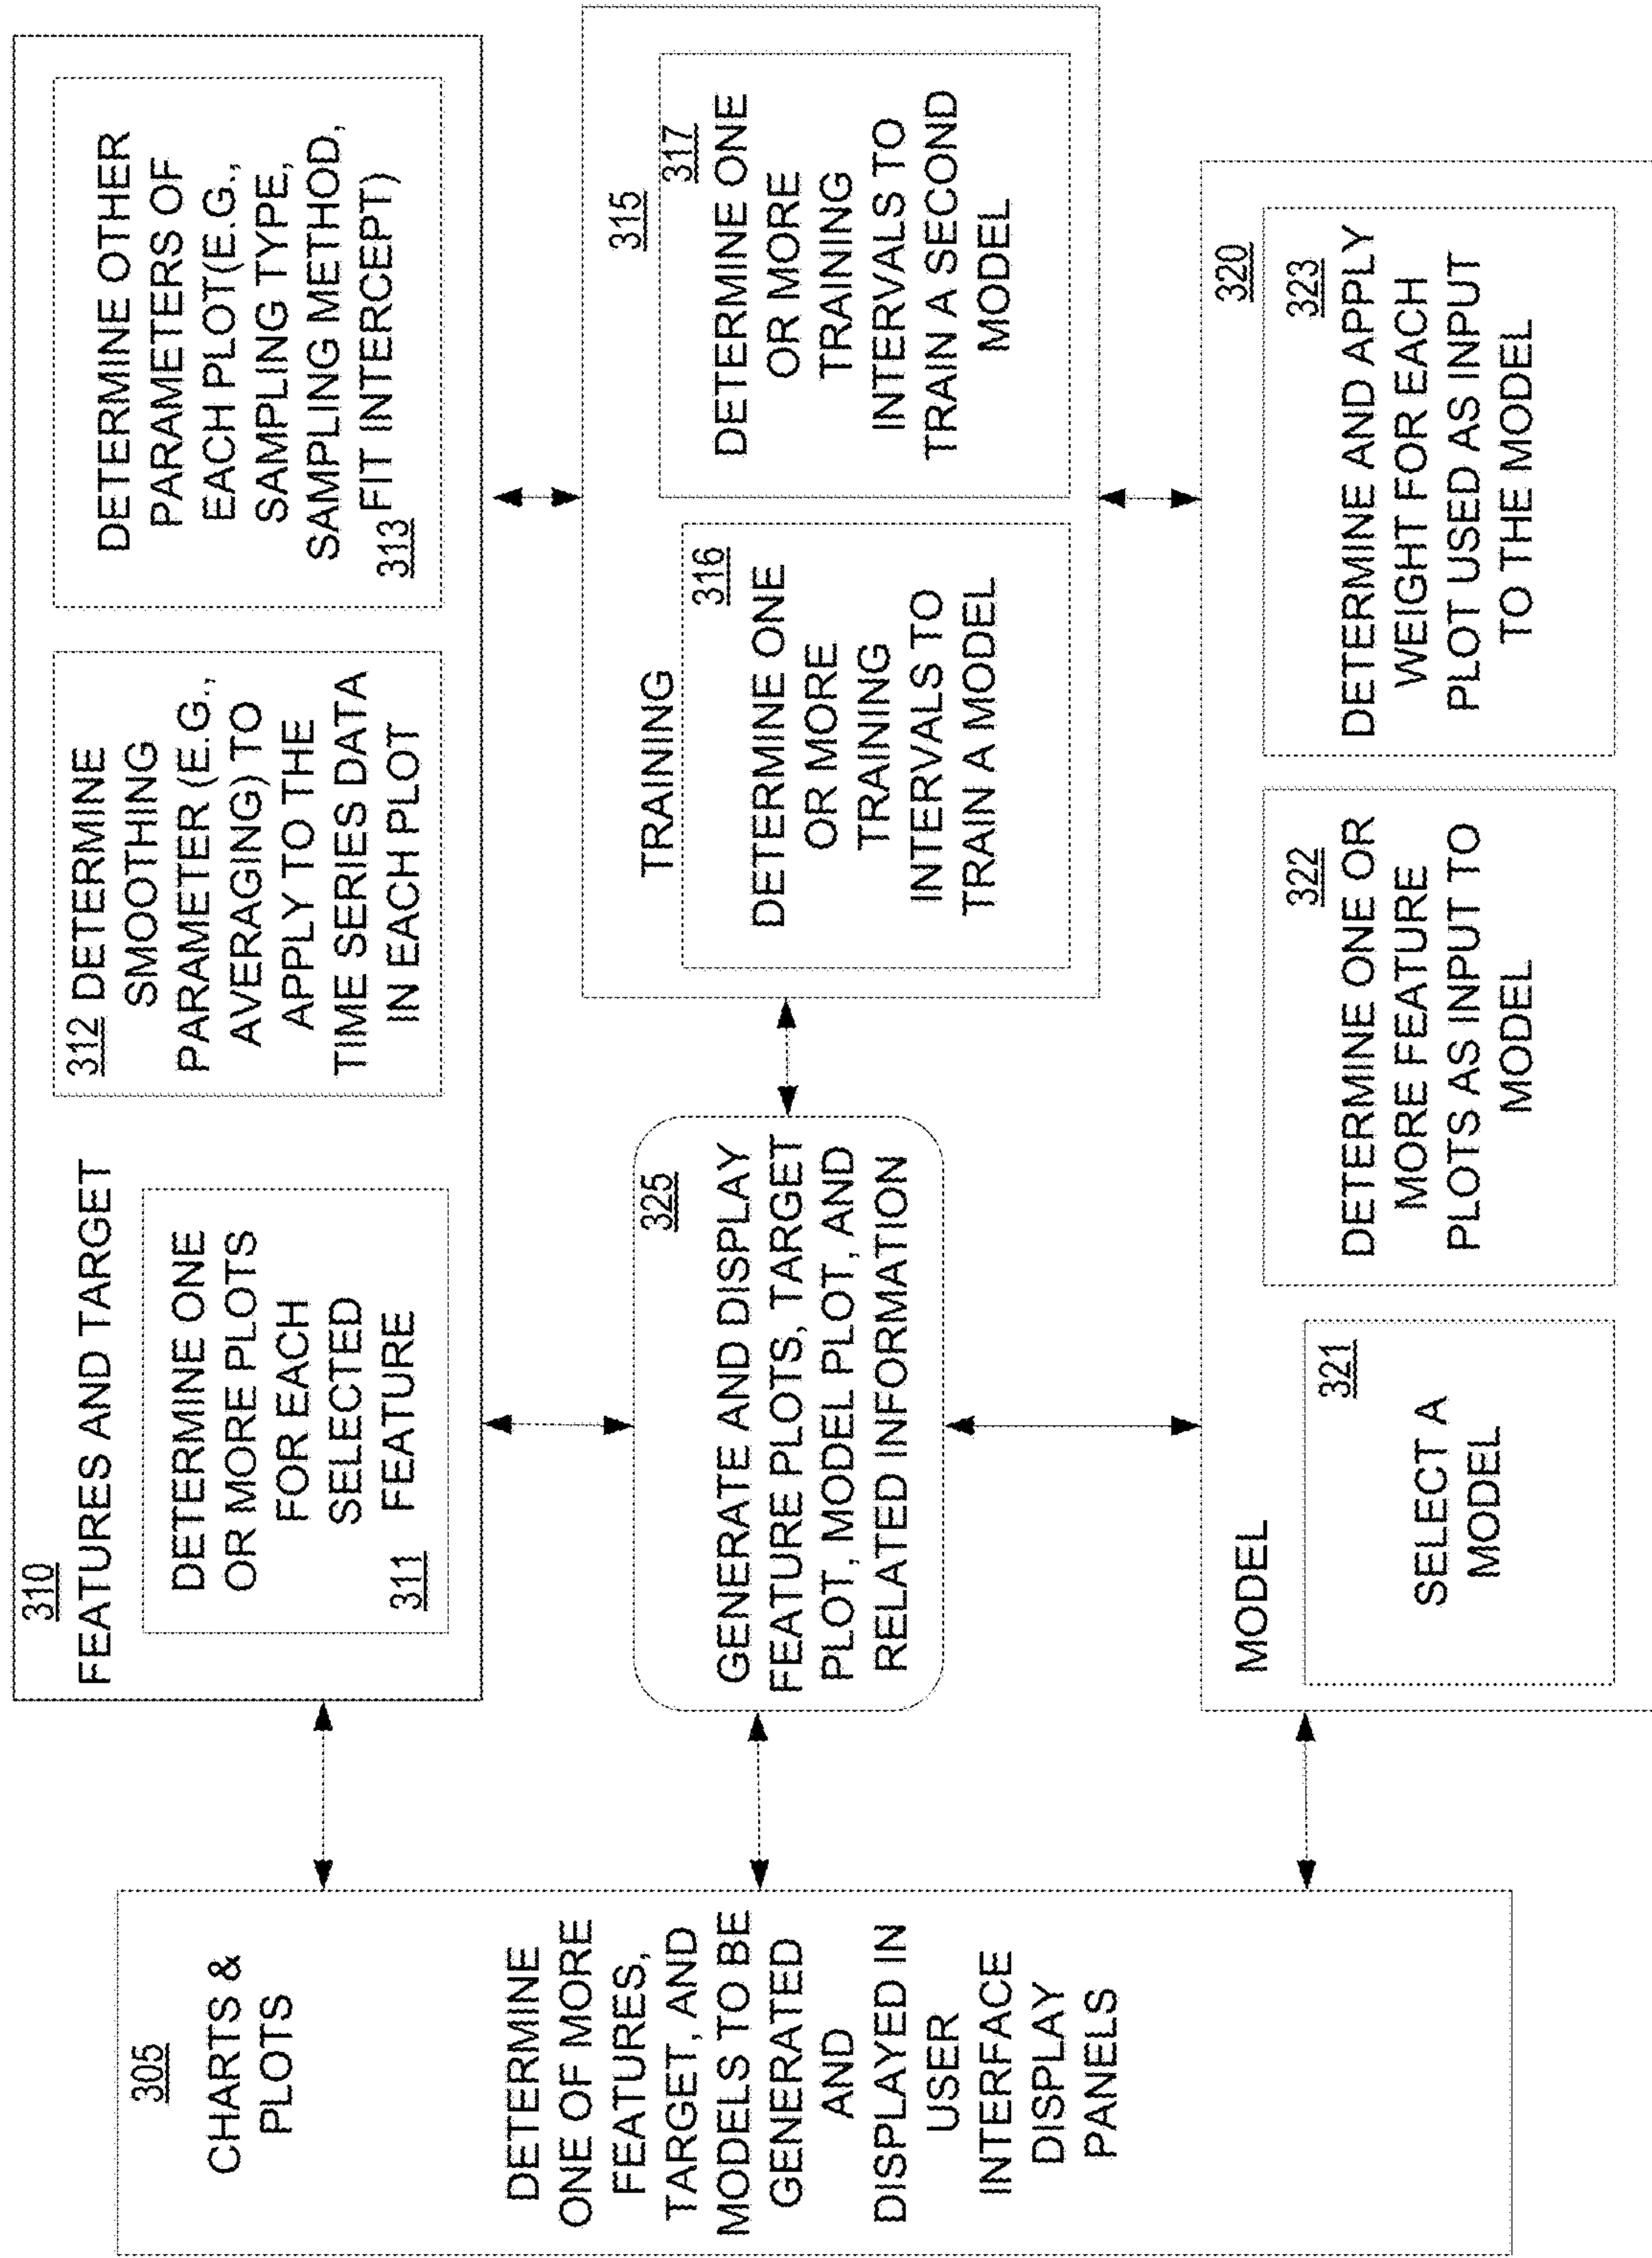 305
CHARTS &
PLOTS
DETERMINE
ONE OF MORE
FEATURES,
TARGET, AND
MODELS TO BE
GENERATED
AND
DISPLAYED IN
USER
INTERFACE
DISPLAY
PANELS
310
FEATURES AND TARGET
DETERMINE ONE
OR MORE PLOTS
FOR EACH
SELECTED
FEATURE
311
312 DETERMINE
SMOOTHING
PARAMETER (E.G.,
AVERAGING) TO
APPLY TO THE
TIME SERIES DATA
IN EACH PLOT
DETERMINE OTHER
PARAMETERS OF
EACH PLOT(E.G.,
SAMPLING TYPE,
SAMPLING METHOD,
FIT INTERCEPT)
313
325
GENERATE AND DISPLAY
FEATURE PLOTS, TARGET
PLOT, MODEL PLOT, AND
RELATED INFORMATION
315
TRAINING
316
DETERMINE ONE
OR MORE
TRAINING
INTERVALS TO
TRAIN A MODEL
317
DETERMINE ONE
OR MORE
TRAINING
INTERVALS TO
TRAIN A SECOND
MODEL
320
MODEL
321
SELECT A
MODEL
322
DETERMINE ONE OR
MORE FEATURE
PLOTS AS INPUT TO
MODEL
323
DETERMINE AND APPLY
WEIGHT FOR EACH
PLOT USED AS INPUT
TO THE MODEL